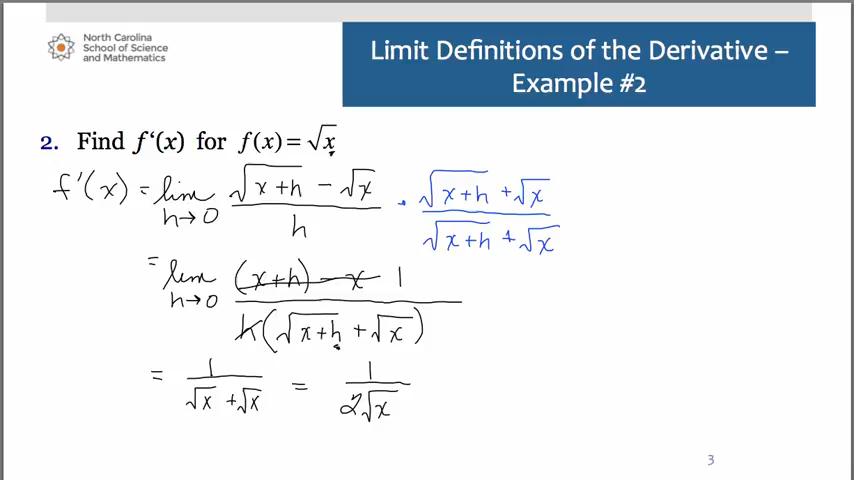 North Carolina
School of Science
and Mathematics
Limit Definitions of the Derivative –
Example #2
2. Find f‘(x) for f(x) = √x
f'(x) = lim h→0 (√(x+h) − √x) / h · (√(x+h) + √x) / (√(x+h) + √x)
= lim h→0 (x+h) − x 1 / h(√(x+h) + √x)
= 1 / (√x + √x) = 1 / (2√x)
3